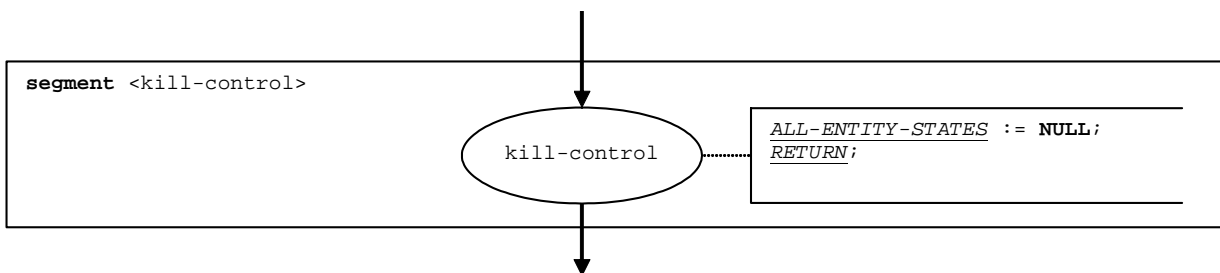 segment <kill-control>
kill-control
ALL-ENTITY-STATES := NULL;
RETURN;